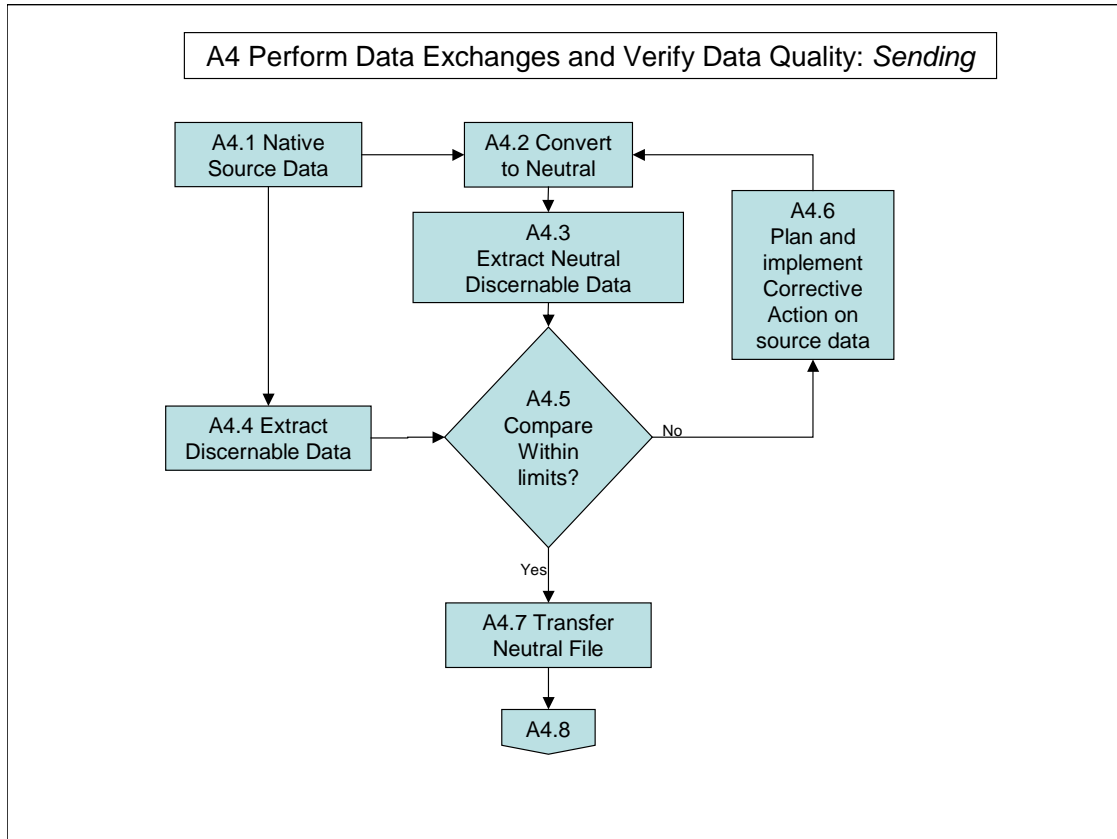 A4 Perform Data Exchanges and Verify Data Quality: Sending
A4.1 Native
Source Data
A4.2 Convert
to Neutral
A4.3
Extract Neutral
Discernable Data
A4.6
Plan and
implement
Corrective
Action on
source data
A4.4 Extract
Discernable Data
A4.5
Compare
Within
limits?
No
Yes
A4.7 Transfer
Neutral File
A4.8